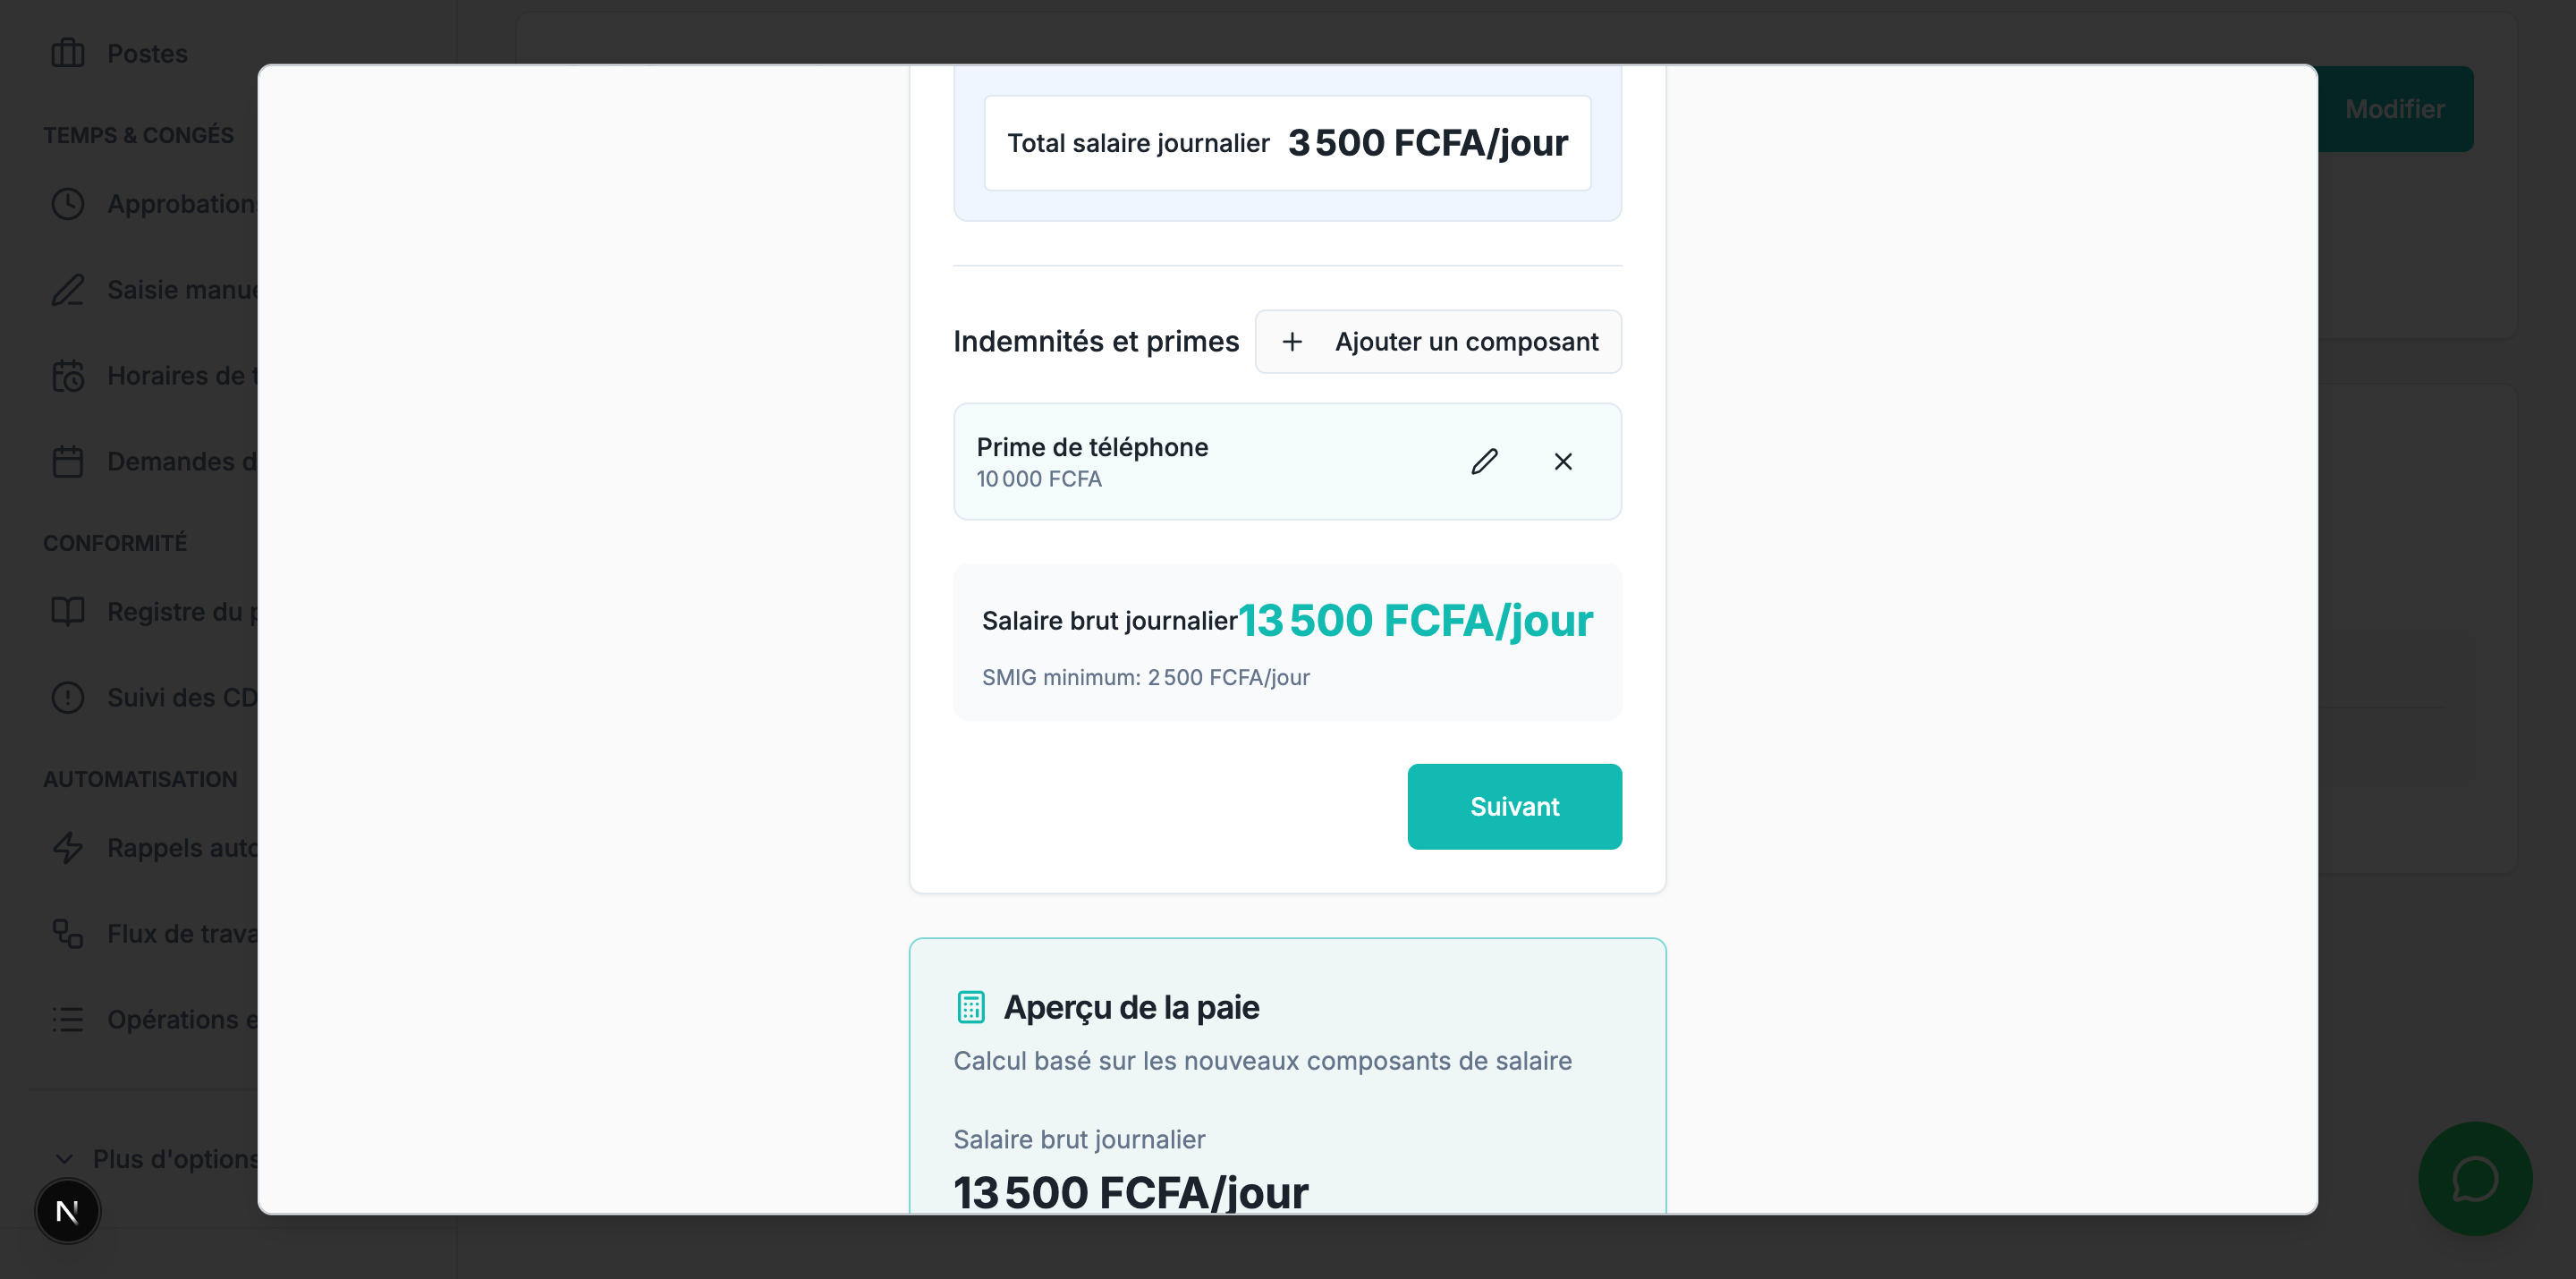 Postes
TEMPS & CONGÉS
Approbations
Saisie manue
Horaires de t
Demandes d
CONFORMITÉ
Registre du p
Suivi des CD
AUTOMATISATION
Rappels auto
Flux de trava
Opérations e
Plus d'options
N
Modifier
Total salaire journalier 3 500 FCFA/jour
Indemnités et primes
+ Ajouter un composant
Prime de téléphone
10 000 FCFA
Salaire brut journalier 13 500 FCFA/jour
SMIG minimum: 2 500 FCFA/jour
Suivant
Aperçu de la paie
Calcul basé sur les nouveaux composants de salaire
Salaire brut journalier
13 500 FCFA/jour